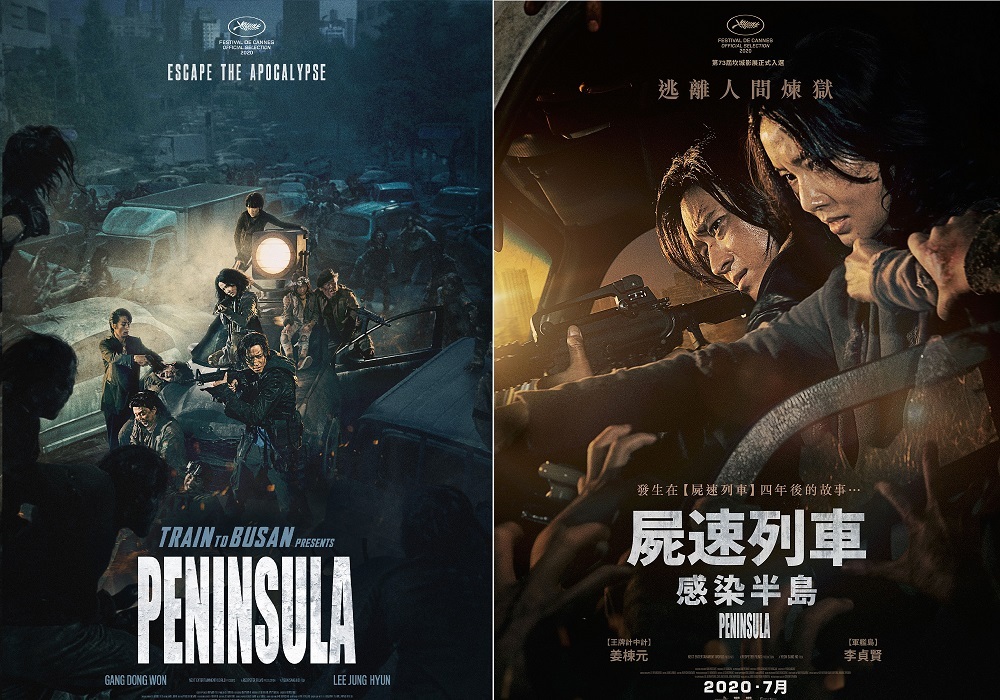 FESTIVAL DE CANNES
OFFICIAL SELECTION
2020
ESCAPE THE APOCALYPSE
TRAIN TO BUSAN PRESENTS
PENINSULA
GANG DONG WON
LEE JUNG HYUN
FESTIVAL DE CANNES
OFFICIAL SELECTION
2020
第73屆坎城影展正式入選
逃離人間煉獄
發生在【屍速列車】四年後的故事…
屍速列車
感染半島
PENINSULA
【王牌計中計】
姜棟元
【軍艦島】
李貞賢
2020・7月